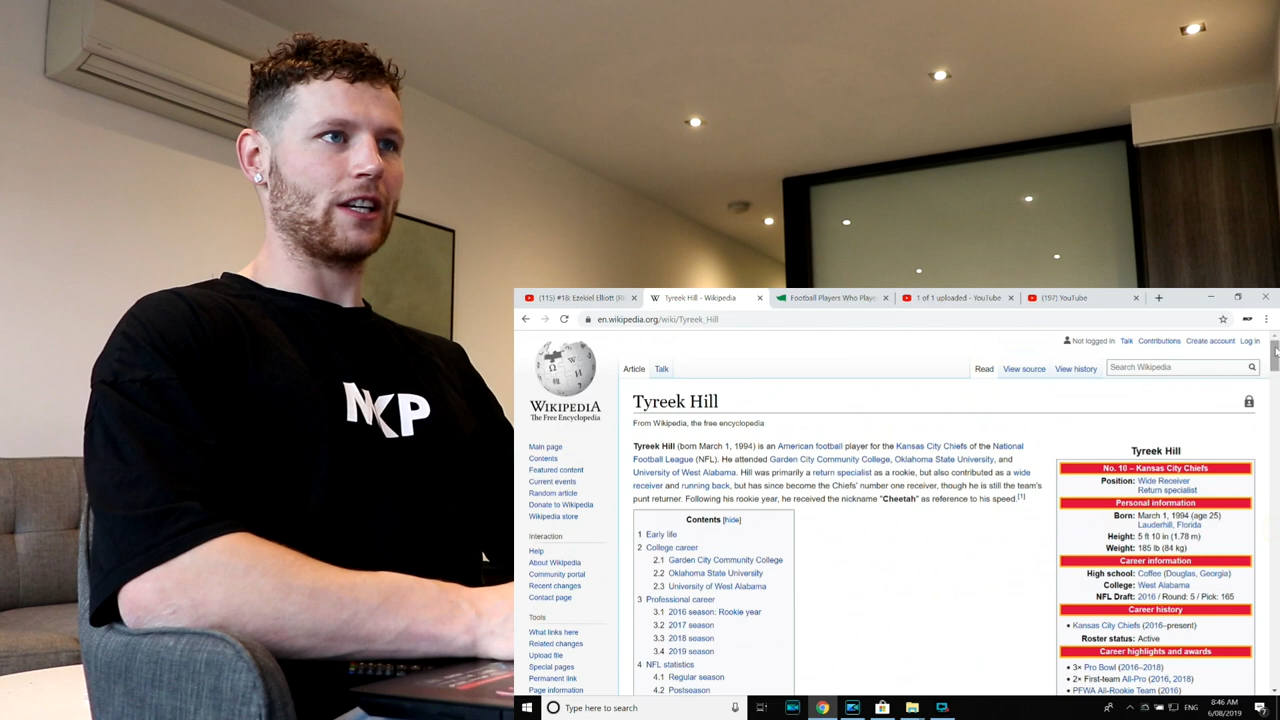 NKP
(115) #18: Ezekiel Elliott (R
Tyreek Hill - Wikipedia
Football Players Who Play
1 of 1 uploaded - YouTube
(197) YouTube
en.wikipedia.org/wiki/Tyreek_Hill
Not logged in Talk Contributions Create account Log in
Article Talk Read View source View history Search Wikipedia
WIKIPEDIA
The Free Encyclopedia
Main page
Contents
Featured content
Current events
Random article
Donate to Wikipedia
Wikipedia store
Interaction
Help
About Wikipedia
Community portal
Recent changes
Contact page
Tools
What links here
Related changes
Upload file
Special pages
Permanent link
Page information
Tyreek Hill
From Wikipedia, the free encyclopedia
Tyreek Hill (born March 1, 1994) is an American football player for the Kansas City Chiefs of the National
Football League (NFL). He attended Garden City Community College, Oklahoma State University, and
University of West Alabama. Hill was primarily a return specialist as a rookie, but also contributed as a wide
receiver and running back, but has since become the Chiefs' number one receiver, though he is still the team's
punt returner. Following his rookie year, he received the nickname "Cheetah" as reference to his speed.[1]
Contents [hide]
1 Early life
2 College career
2.1 Garden City Community College
2.2 Oklahoma State University
2.3 University of West Alabama
3 Professional career
3.1 2016 season: Rookie year
3.2 2017 season
3.3 2018 season
3.4 2019 season
4 NFL statistics
4.1 Regular season
4.2 Postseason
Tyreek Hill
No. 10 – Kansas City Chiefs
Position: Wide Receiver
Return specialist
Personal information
Born: March 1, 1994 (age 25)
Lauderhill, Florida
Height: 5 ft 10 in (1.78 m)
Weight: 185 lb (84 kg)
Career information
High school: Coffee (Douglas, Georgia)
College: West Alabama
NFL Draft: 2016 / Round: 5 / Pick: 165
Career history
• Kansas City Chiefs (2016–present)
Roster status: Active
Career highlights and awards
• 3× Pro Bowl (2016–2018)
• 2× First-team All-Pro (2016, 2018)
• PFWA All-Rookie Team (2016)
Type here to search
ENG
8:46 AM
6/08/2019
7